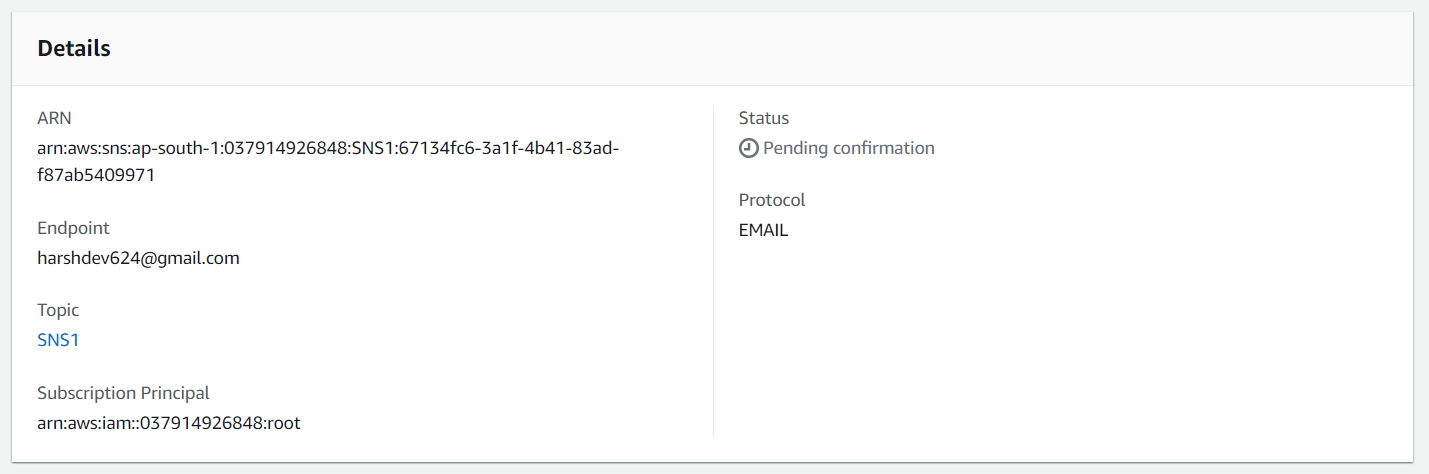 Details
ARN
arn:aws:sns:ap-south-1:037914926848:SNS1:67134fc6-3a1f-4b41-83ad-
f87ab5409971
Endpoint
harshdev624@gmail.com
Topic
SNS1
Subscription Principal
arn:aws:iam::037914926848:root
Status
Pending confirmation
Protocol
EMAIL